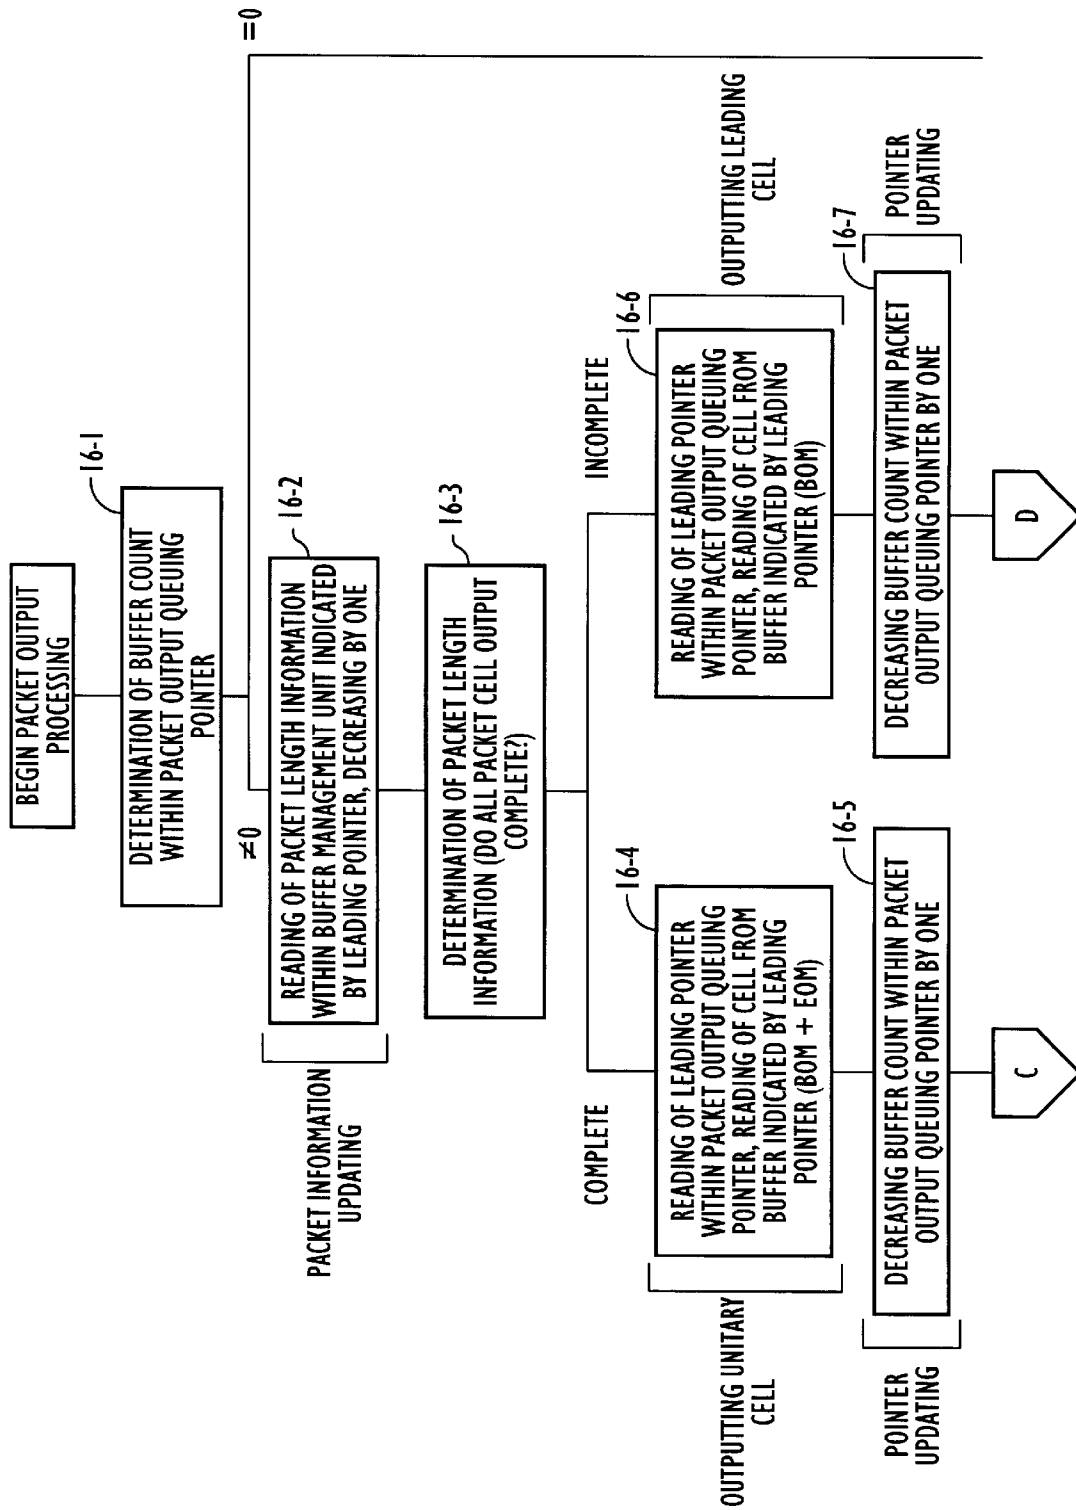 BEGIN PACKET OUTPUT
PROCESSING
16-1
DETERMINATION OF BUFFER COUNT
WITHIN PACKET OUTPUT QUEUING
POINTER
≠0
=0
16-2
READING OF PACKET LENGTH INFORMATION
WITHIN BUFFER MANAGEMENT UNIT INDICATED
BY LEADING POINTER, DECREASING BY ONE
PACKET INFORMATION
UPDATING
16-3
DETERMINATION OF PACKET LENGTH
INFORMATION (DO ALL PACKET CELL OUTPUT
COMPLETE?)
COMPLETE
INCOMPLETE
16-4
READING OF LEADING POINTER
WITHIN PACKET OUTPUT QUEUING
POINTER, READING OF CELL FROM
BUFFER INDICATED BY LEADING
POINTER (BOM + EOM)
OUTPUTTING UNITARY
CELL
16-6
READING OF LEADING POINTER
WITHIN PACKET OUTPUT QUEUING
POINTER, READING OF CELL FROM
BUFFER INDICATED BY LEADING
POINTER (BOM)
OUTPUTTING LEADING
CELL
16-5
DECREASING BUFFER COUNT WITHIN PACKET
OUTPUT QUEUING POINTER BY ONE
POINTER
UPDATING
16-7
DECREASING BUFFER COUNT WITHIN PACKET
OUTPUT QUEUING POINTER BY ONE
POINTER
UPDATING
C
D